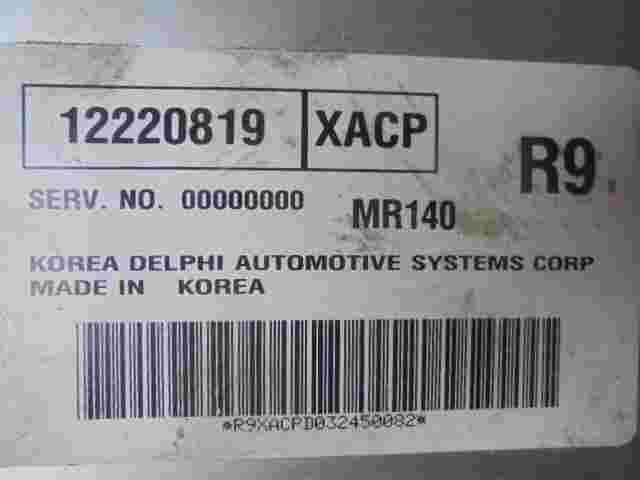 12220819 XACP
R9
SERV. NO. 00000000 MR140
KOREA DELPHI AUTOMOTIVE SYSTEMS CORP
MADE IN KOREA
*R9XACPD032450082*